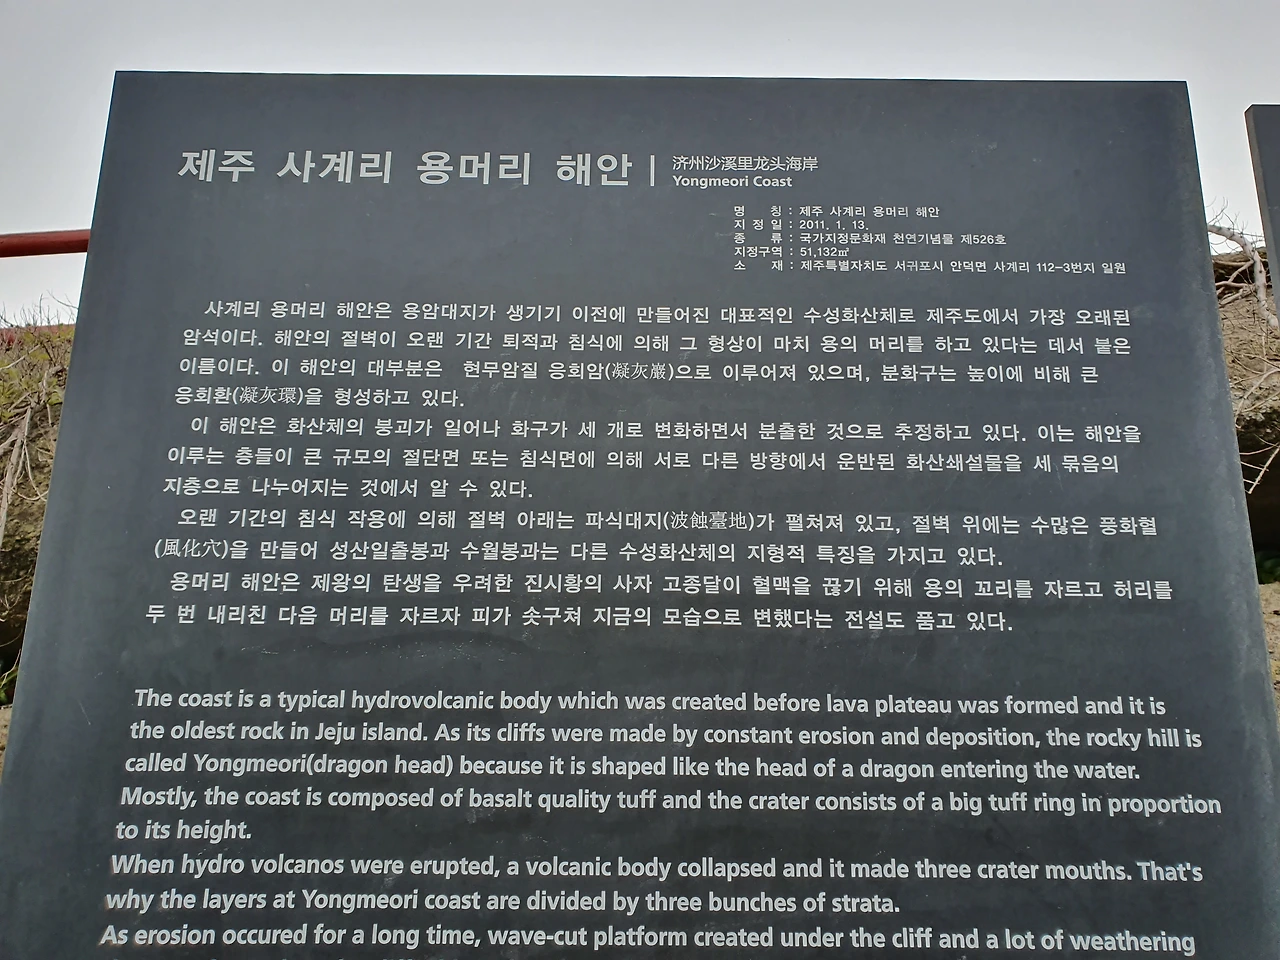 제주 사계리 용머리 해안 | 济州沙溪里龙头海岸
Yongmeori Coast
명 칭 : 제주 사계리 용머리 해안
지 정 일 : 2011. 1. 13.
종 류 : 국가지정문화재 천연기념물 제526호
지정구역 : 51,132㎡
소 재 : 제주특별자치도 서귀포시 안덕면 사계리 112-3번지 일원
사계리 용머리 해안은 용암대지가 생기기 이전에 만들어진 대표적인 수성화산체로 제주도에서 가장 오래된
암석이다. 해안의 절벽이 오랜 기간 퇴적과 침식에 의해 그 형상이 마치 용의 머리를 하고 있다는 데서 붙은
이름이다. 이 해안의 대부분은 현무암질 응회암(凝灰巖)으로 이루어져 있으며, 분화구는 높이에 비해 큰
응회환(凝灰環)을 형성하고 있다.
이 해안은 화산체의 붕괴가 일어나 화구가 세 개로 변화하면서 분출한 것으로 추정하고 있다. 이는 해안을
이루는 층들이 큰 규모의 절단면 또는 침식면에 의해 서로 다른 방향에서 운반된 화산쇄설물을 세 묶음의
지층으로 나누어지는 것에서 알 수 있다.
오랜 기간의 침식 작용에 의해 절벽 아래는 파식대지(波蝕臺地)가 펼쳐져 있고, 절벽 위에는 수많은 풍화혈
(風化穴)을 만들어 성산일출봉과 수월봉과는 다른 수성화산체의 지형적 특징을 가지고 있다.
용머리 해안은 제왕의 탄생을 우려한 진시황의 사자 고종달이 혈맥을 끊기 위해 용의 꼬리를 자르고 허리를
두 번 내리친 다음 머리를 자르자 피가 솟구쳐 지금의 모습으로 변했다는 전설도 품고 있다.
The coast is a typical hydrovolcanic body which was created before lava plateau was formed and it is
the oldest rock in Jeju island. As its cliffs were made by constant erosion and deposition, the rocky hill is
called Yongmeori(dragon head) because it is shaped like the head of a dragon entering the water.
Mostly, the coast is composed of basalt quality tuff and the crater consists of a big tuff ring in proportion
to its height.
When hydro volcanos were erupted, a volcanic body collapsed and it made three crater mouths. That's
why the layers at Yongmeori coast are divided by three bunches of strata.
As erosion occured for a long time, wave-cut platform created under the cliff and a lot of weathering